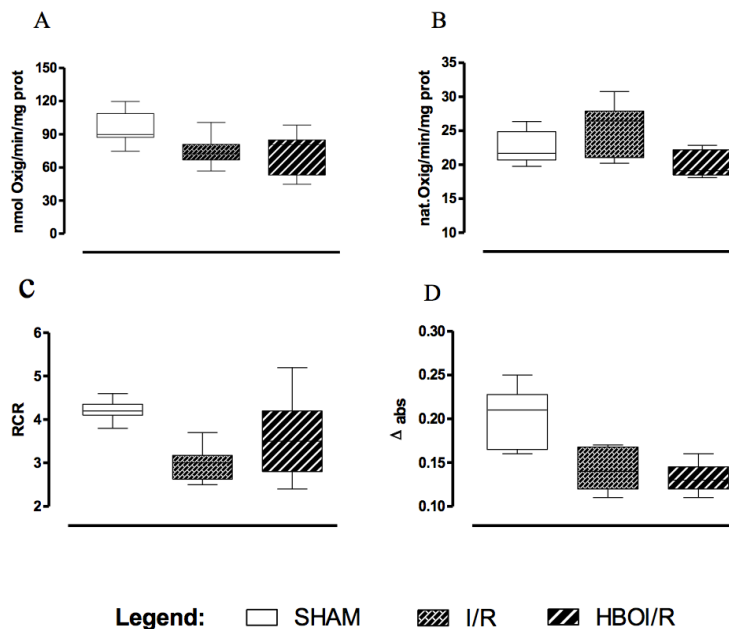 A
nmol Oxig/min/mg prot
150
120
90
60
30
0
B
nat.Oxig/min/mg prot
35
30
25
20
15
10
C
RCR
6
5
4
3
2
D
Δ abs
0.30
0.25
0.20
0.15
0.10
Legend: SHAM I/R HBOI/R